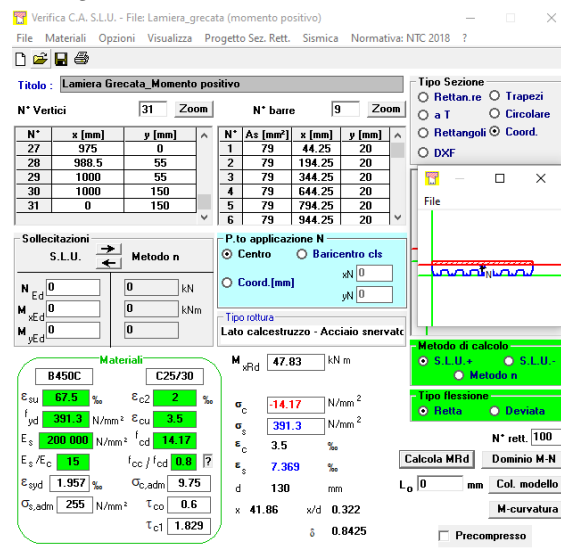 Verifica C.A. S.L.U. - File: Lamiera_grecata (momento positivo)
File Materiali Opzioni Visualizza Progetto Sez. Rett. Sismica Normativa: NTC 2018 ?
Titolo : Lamiera Grecata_Momento positivo
N° Vertici 31 Zoom N° barre 9 Zoom
N° x [mm] y [mm]
27 975 0
28 988.5 55
29 1000 55
30 1000 150
31 0 150
N° As [mm²] x [mm] y [mm]
1 79 44.25 20
2 79 194.25 20
3 79 344.25 20
4 79 644.25 20
5 79 794.25 20
6 79 944.25 20
Tipo Sezione
Rettan.re Trapezi
a T Circolare
Rettangoli Coord.
DXF
File
N
Sollecitazioni
S.L.U. Metodo n
N Ed 0 0 kN
M xEd 0 0 kNm
M yEd 0 0
P.to applicazione N
Centro Baricentro cls
Coord.[mm] xN 0
yN 0
Tipo rottura
Lato calcestruzzo - Acciaio snervatc
Metodo di calcolo
S.L.U.+ S.L.U.-
Metodo n
Tipo flessione
Retta Deviata
Materiali
B450C C25/30
εsu 67.5 ‰ εc2 2 ‰
fyd 391.3 N/mm² εcu 3.5
Es 200 000 N/mm² fcd 14.17
Es/Ec 15 fcc / fcd 0.8 ?
εsyd 1.957 ‰ σc,adm 9.75
σs,adm 255 N/mm² τco 0.6
τc1 1.829
M xRd 47.83 kN m
σc -14.17 N/mm²
σs 391.3 N/mm²
εc 3.5 ‰
εs 7.369 ‰
d 130 mm
x 41.86 x/d 0.322
δ 0.8425
N° rett. 100
Calcola MRd Dominio M-N
Lo 0 mm Col. modello
M-curvatura
Precompresso